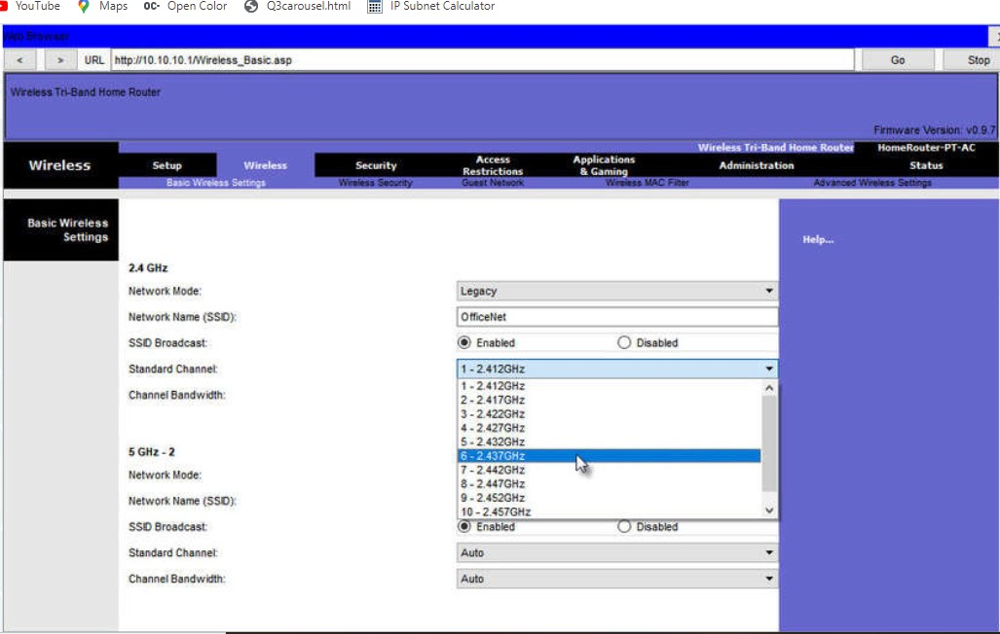 YouTube Maps oc- Open Color Q3carousel.html IP Subnet Calculator
Web Browser
< > URL http://10.10.10.1/Wireless_Basic.asp Go Stop
Wireless Tri-Band Home Router
Firmware Version: v0.9.7
Wireless Tri-Band Home Router HomeRouter-PT-AC
Wireless Setup Wireless Security Access Restrictions Applications & Gaming Administration Status
Basic Wireless Settings Wireless Security Guest Network Wireless MAC Filter Advanced Wireless Settings
Basic Wireless
Settings
Help...
2.4 GHz
Network Mode: Legacy
Network Name (SSID): OfficeNet
SSID Broadcast: Enabled Disabled
Standard Channel: 1 - 2.412GHz
1 - 2.412GHz
Channel Bandwidth:
2 - 2.417GHz
3 - 2.422GHz
4 - 2.427GHz
5 - 2.432GHz
5 GHz - 2
6 - 2.437GHz
Network Mode:
7 - 2.442GHz
8 - 2.447GHz
Network Name (SSID):
9 - 2.452GHz
10 - 2.457GHz
SSID Broadcast: Enabled Disabled
Standard Channel: Auto
Channel Bandwidth: Auto